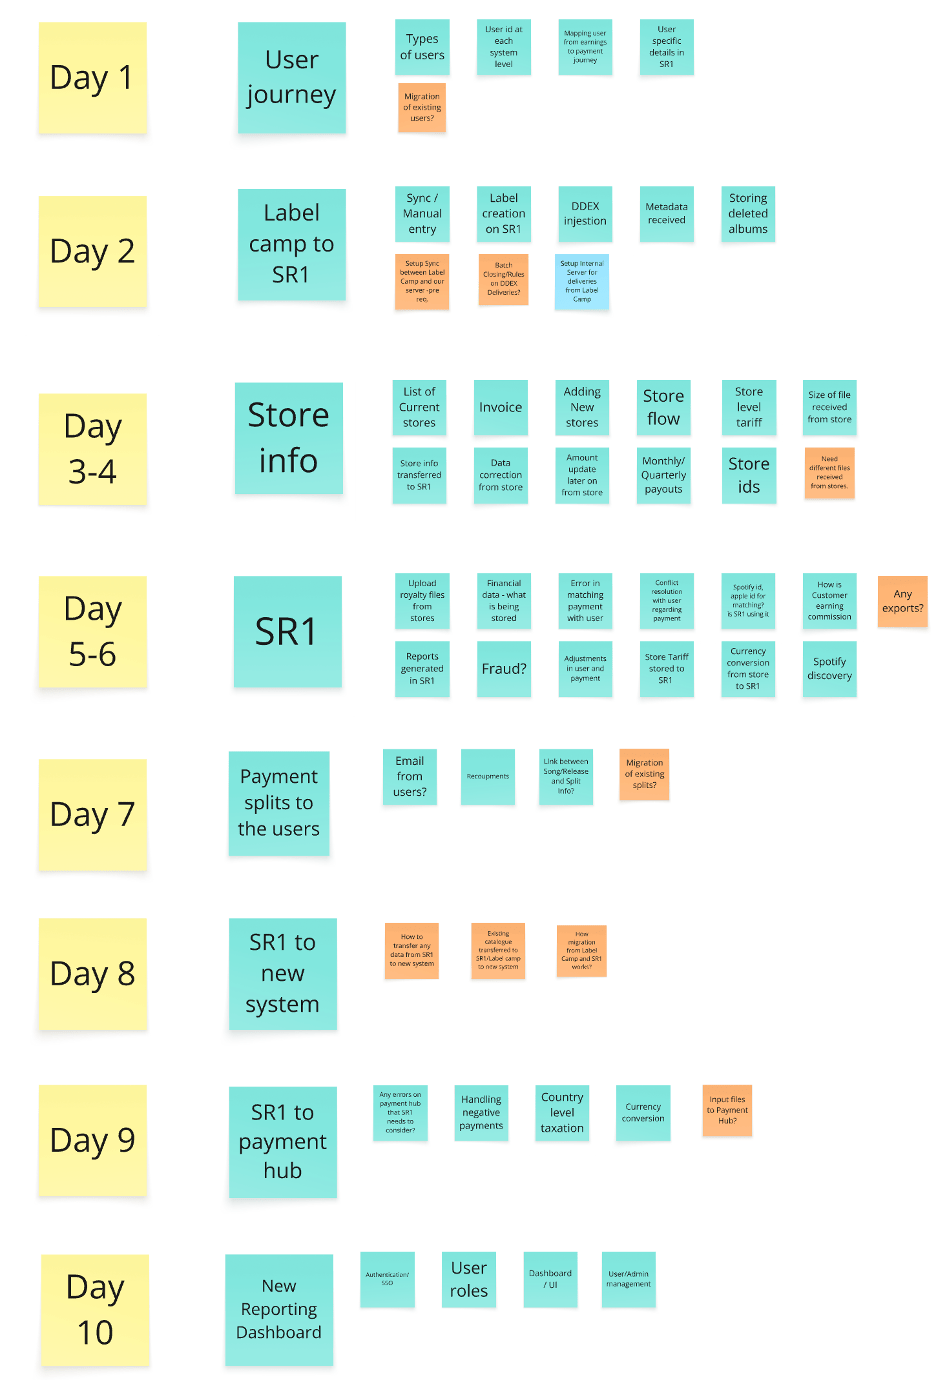 Day 1
User
journey
Types
of users
User id at
each
system
level
Mapping user
from earnings
to payment
journey
User
specific
details in
SR1
Migration
of existing
users?
Day 2
Label
camp to
SR1
Sync /
Manual
entry
Label
creation
on SR1
DDEX
injestion
Metadata
received
Storing
deleted
albums
Setup Sync
between Label
Camp and our
server -pre
req.
Batch
Closing/Rules
on DDEX
Deliveries?
Setup Internal
Server for
deliveries
from Label
Camp
Day
3-4
Store
info
List of
Current
stores
Invoice
Adding
New
stores
Store
flow
Store
level
tariff
Size of file
received
from store
Store info
transferred
to SR1
Data
correction
from store
Amount
update
later on
from store
Monthly/
Quarterly
payouts
Store
ids
Need
different files
received
from stores.
Day
5-6
SR1
Upload
royalty files
from
stores
Financial
data - what
is being
stored
Error in
matching
payment
with user
Conflict
resolution
with user
regarding
payment
Spotify id,
apple id for
matching?
is SR1 using it
How is
Customer
earning
commission
Any
exports?
Reports
generated
in SR1
Fraud?
Adjustments
in user and
payment
Store Tariff
stored to
SR1
Currency
conversion
from store
to SR1
Spotify
discovery
Day 7
Payment
splits to
the users
Email
from
users?
Recoupments
Link between
Song/Release
and Split
Info?
Migration
of existing
splits?
Day 8
SR1 to
new
system
How to
transfer any
data from SR1
to new system
Existing
catalogue
transferred to
SR1/Label camp
to new system
How
migration
from Label
Camp and SR1
works?
Day 9
SR1 to
payment
hub
Any errors on
payment hub
that SR1
needs to
consider?
Handling
negative
payments
Country
level
taxation
Currency
conversion
Input files
to Payment
Hub?
Day
10
New
Reporting
Dashboard
Authentication/
SSO
User
roles
Dashboard
/ UI
User/Admin
management